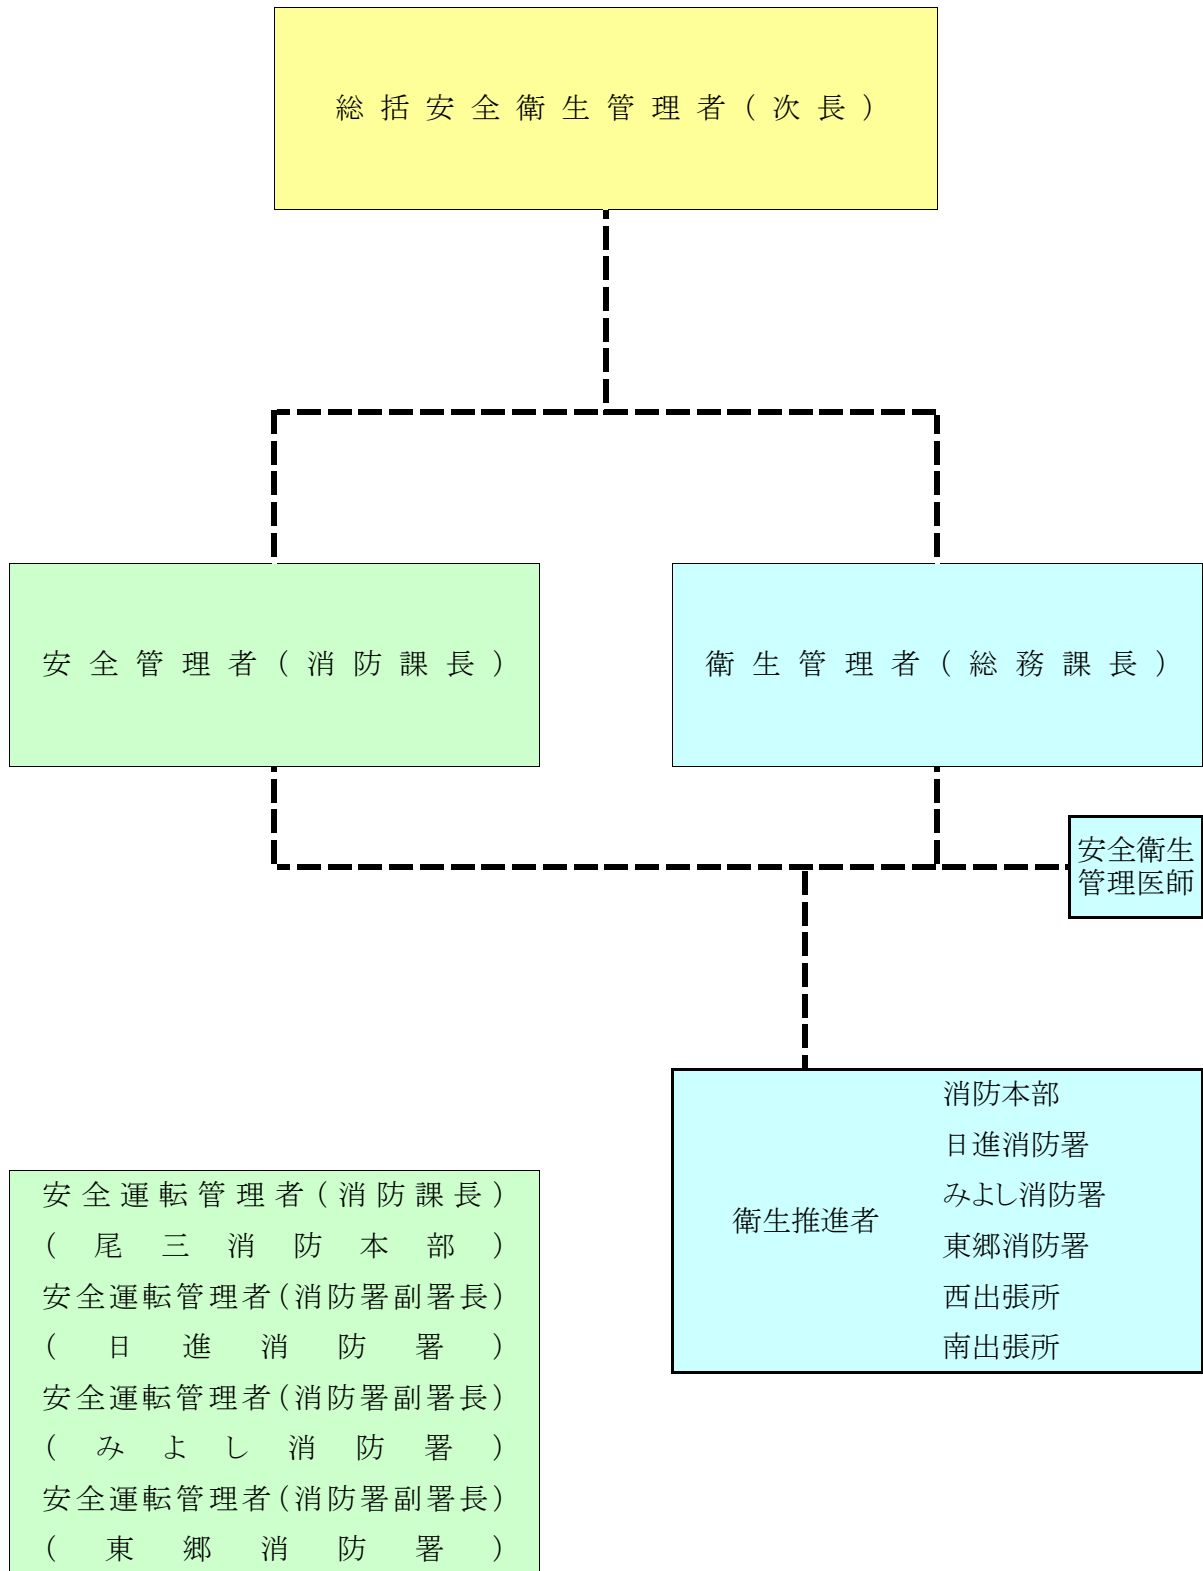 総括安全衛生管理者(次長)
安全管理者(消防課長)
衛生管理者(総務課長)
安全衛生
管理医師
衛生推進者
消防本部
日進消防署
みよし消防署
東郷消防署
西出張所
南出張所
安全運転管理者(消防課長)
(尾三消防本部)
安全運転管理者(消防署副署長)
(日進消防署)
安全運転管理者(消防署副署長)
(みよし消防署)
安全運転管理者(消防署副署長)
(東郷消防署)